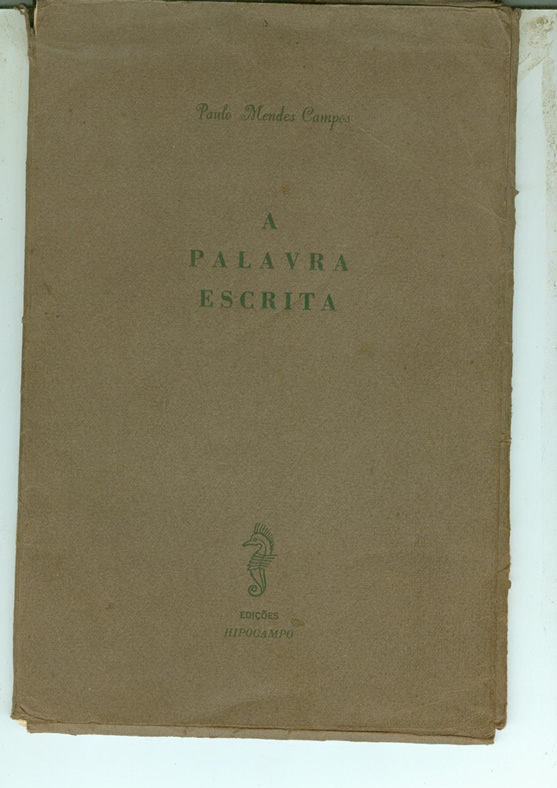 Paulo Mendes Campos
A
PALAVRA
ESCRITA
EDIÇÕES
HIPOCAMPO